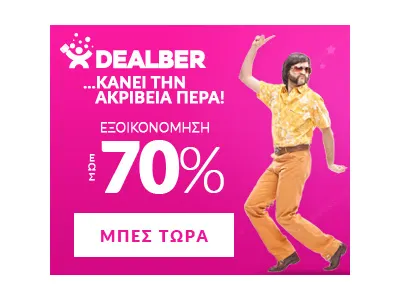 DEALBER
...ΚΑΝΕΙ ΤΗΝ
ΑΚΡΙΒΕΙΑ ΠΕΡΑ!
ΕΞΟΙΚΟΝΟΜΗΣΗ
ΕΩΣ
70%
ΜΠΕΣ ΤΩΡΑ